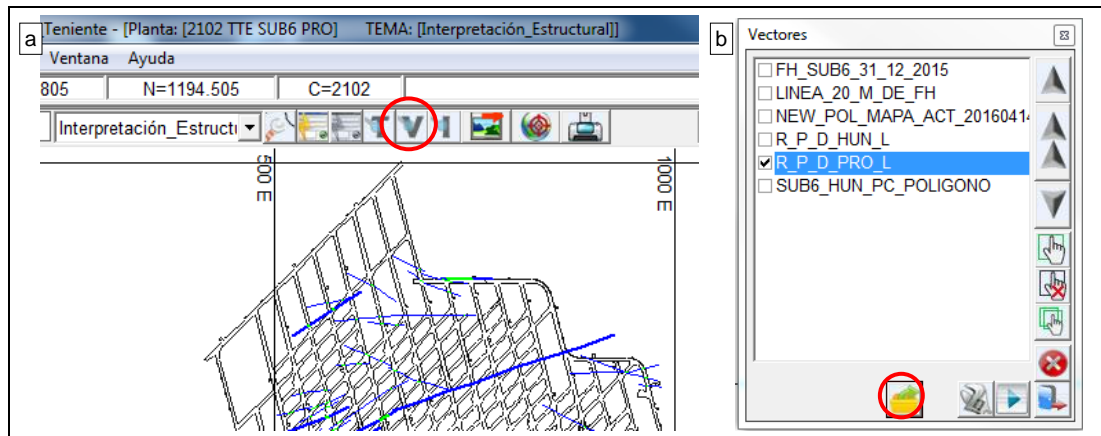 a
Teniente - [Planta: [2102 TTE SUB6 PRO] TEMA: [Interpretación_Estructural]]
Ventana Ayuda
805 N=1194.505 C=2102
Interpretación_Estructu
T V I
500 E
1000 E
b
Vectores
FH_SUB6_31_12_2015
LINEA_20_M_DE_FH
NEW_POL_MAPA_ACT_20160414
R_P_D_HUN_L
R_P_D_PRO_L
SUB6_HUN_PC_POLIGONO